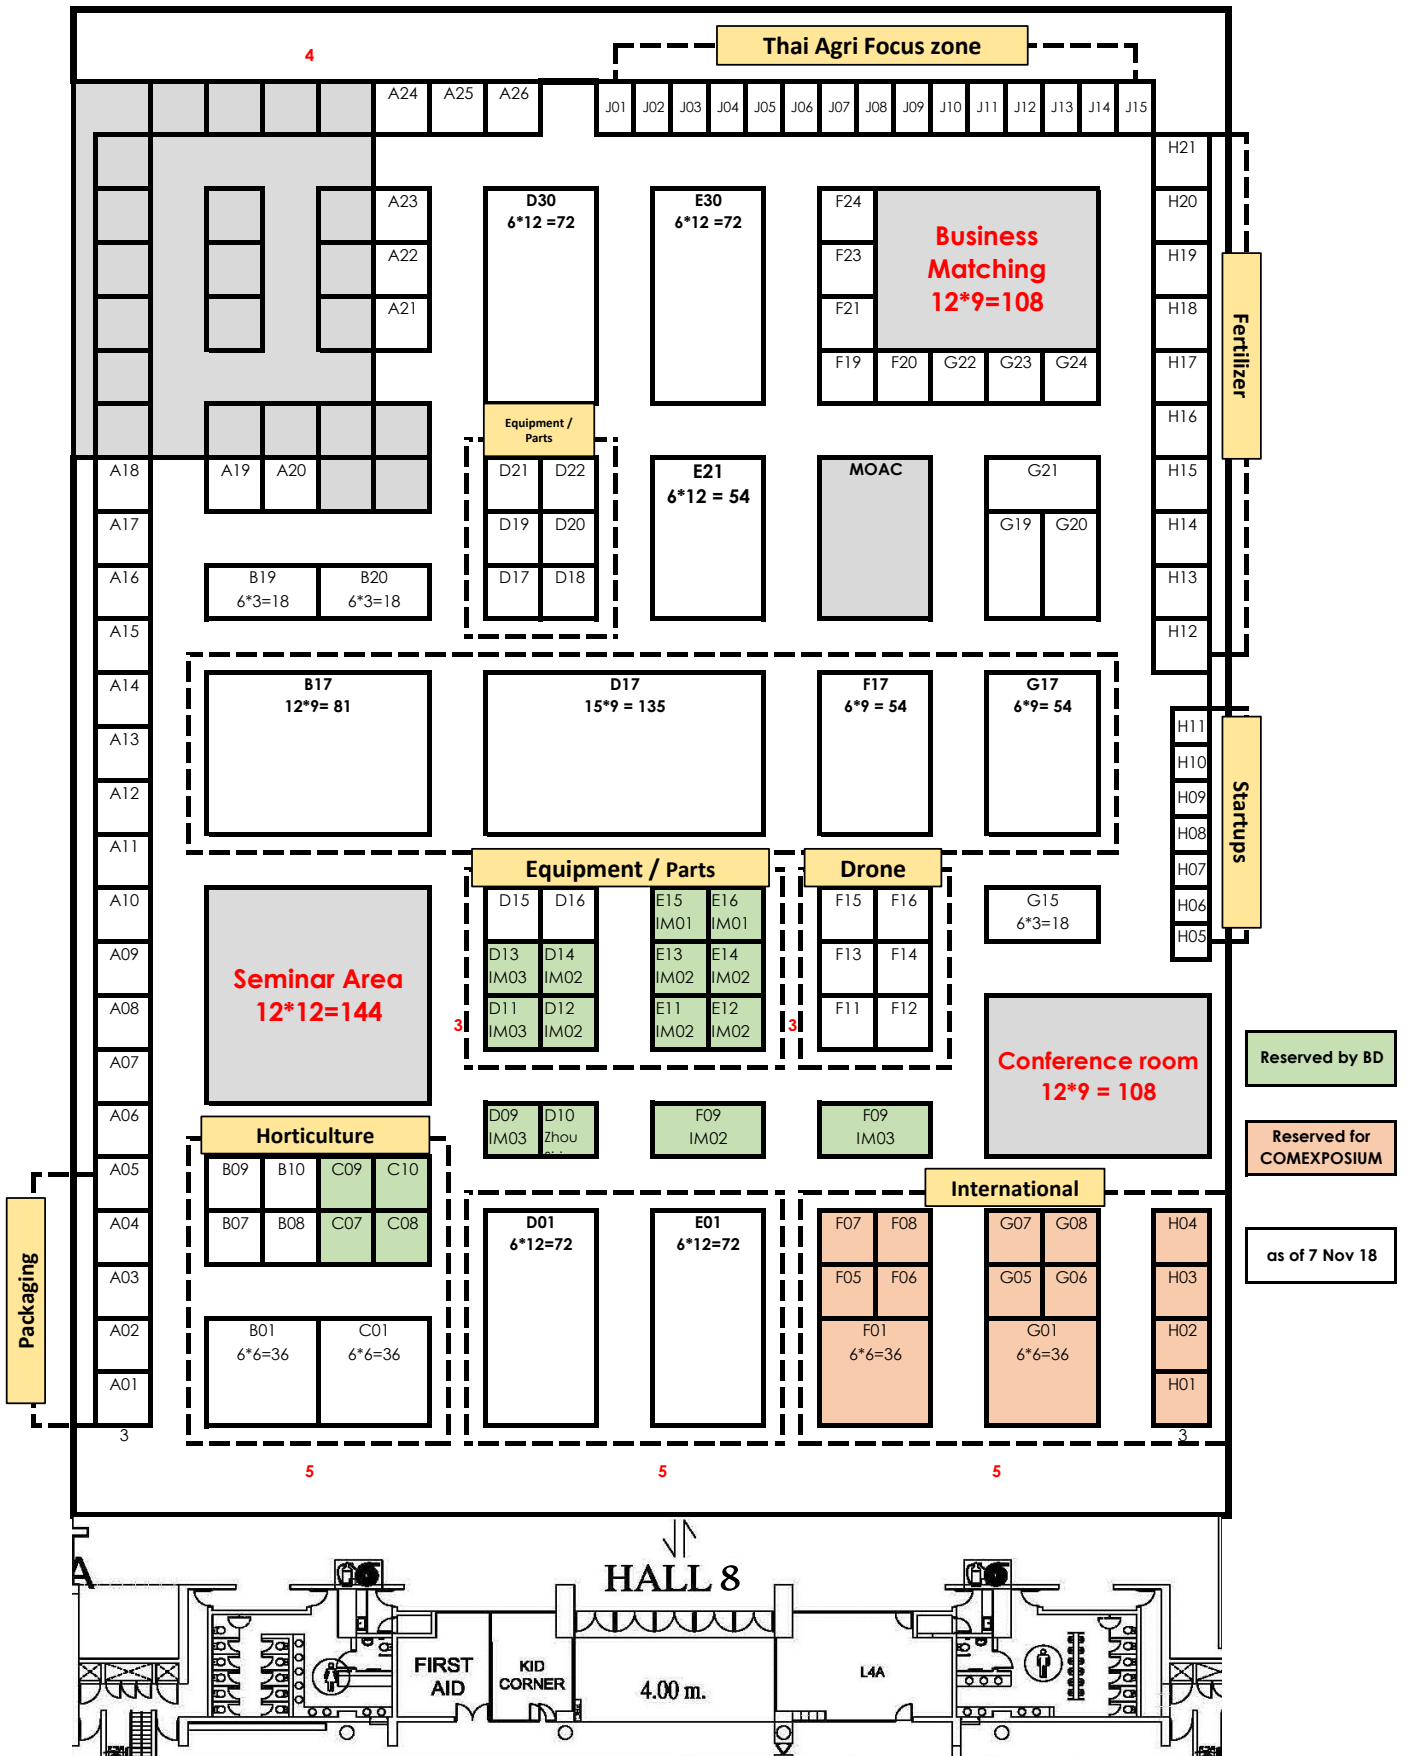 Thai Agri Focus zone
4
A24 A25 A26
J01 J02 J03 J04 J05 J06 J07 J08 J09 J10 J11 J12 J13 J14 J15
H21
A23
D30
6*12 =72
E30
6*12 =72
F24
Business
Matching
12*9=108
H20
A22
F23
H19
A21
F21
H18
Fertilizer
F19 F20 G22 G23 G24
H17
Equipment /
Parts
H16
A18
A19 A20
D21 D22
E21
6*12 = 54
MOAC
G21
H15
A17
D19 D20
G19 G20
H14
A16
B19
6*3=18
B20
6*3=18
D17 D18
H13
A15
H12
A14
B17
12*9= 81
D17
15*9 = 135
F17
6*9 = 54
G17
6*9= 54
A13
H11
H10
A12
H09
Startups
A11
H08
H07
H06
H05
Equipment / Parts
Drone
A10
D15 D16
E15
IM01
E16
IM01
F15 F16
G15
6*3=18
A09
Seminar Area
12*12=144
D13
IM03
D14
IM02
E13
IM02
E14
IM02
F13 F14
A08
3
D11
IM03
D12
IM02
E11
IM02
E12
IM02
3
F11 F12
A07
Conference room
12*9 = 108
Reserved by BD
A06
D09
IM03
D10
Zhou
F09
IM02
F09
IM03
Reserved for
COMEXPOSIUM
Horticulture
A05
B09 B10 C09 C10
International
A04
B07 B08 C07 C08
D01
6*12=72
E01
6*12=72
F07 F08
G07 G08
H04
as of 7 Nov 18
Packaging
A03
F05 F06
G05 G06
H03
A02
B01
6*6=36
C01
6*6=36
F01
6*6=36
G01
6*6=36
H02
A01
H01
3
3
5
5
5
A
HALL 8
FIRST
AID
KID
CORNER
4.00 m.
L4A